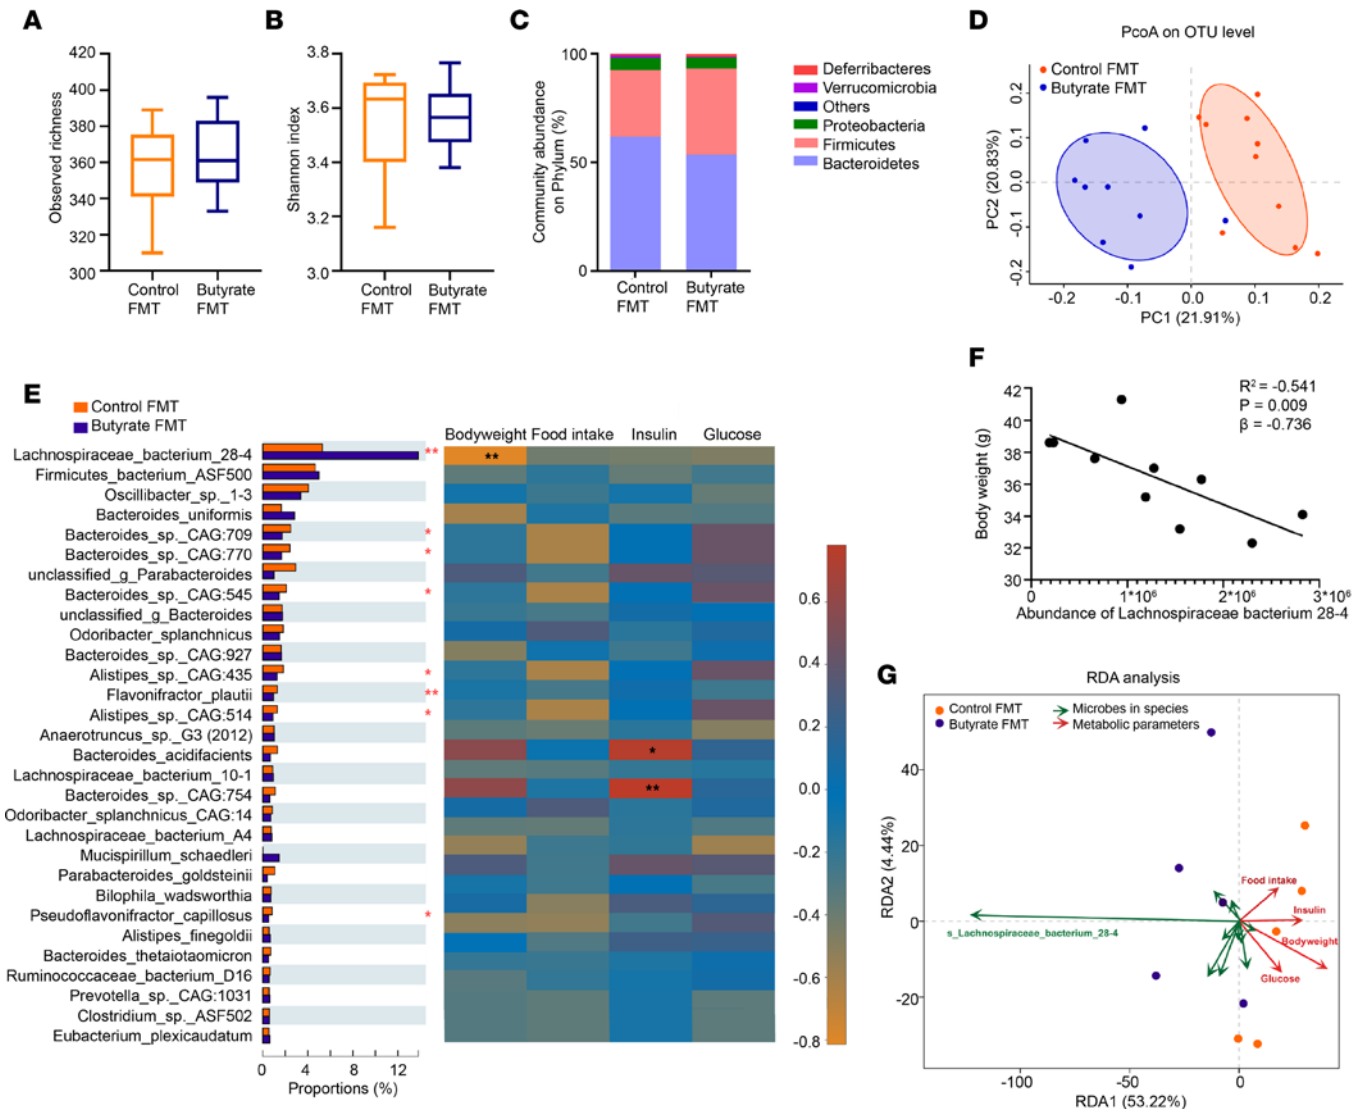 A
Observed richness
420
400
380
360
340
320
300
Control FMT
Butyrate FMT
B
Shannon index
3.8
3.6
3.4
3.2
3.0
Control FMT
Butyrate FMT
C
Community abundance
on Phylum (%)
100
50
0
Control FMT
Butyrate FMT
Deferribacteres
Verrucomicrobia
Others
Proteobacteria
Firmicutes
Bacteroidetes
D
PcoA on OTU level
Control FMT
Butyrate FMT
PC2 (20.83%)
0.2
0.1
0.0
-0.1
-0.2
-0.2 -0.1 0.0 0.1 0.2
PC1 (21.91%)
E
Control FMT
Butyrate FMT
Bodyweight Food intake Insulin Glucose
Lachnospiraceae_bacterium_28-4 ** **
Firmicutes_bacterium_ASF500
Oscillibacter_sp._1-3
Bacteroides_uniformis
Bacteroides_sp._CAG:709 *
Bacteroides_sp._CAG:770 *
unclassified_g_Parabacteroides
Bacteroides_sp._CAG:545 *
unclassified_g_Bacteroides
Odoribacter_splanchnicus
Bacteroides_sp._CAG:927
Alistipes_sp._CAG:435 *
Flavonifractor_plautii **
Alistipes_sp._CAG:514 *
Anaerotruncus_sp._G3 (2012)
Bacteroides_acidifacients *
Lachnospiraceae_bacterium_10-1
Bacteroides_sp._CAG:754 **
Odoribacter_splanchnicus_CAG:14
Lachnospiraceae_bacterium_A4
Mucispirillum_schaedleri
Parabacteroides_goldsteinii
Bilophila_wadsworthia
Pseudoflavonifractor_capillosus *
Alistipes_finegoldii
Bacteroides_thetaiotaomicron
Ruminococcaceae_bacterium_D16
Prevotella_sp._CAG:1031
Clostridium_sp._ASF502
Eubacterium_plexicaudatum
0 4 8 12
Proportions (%)
0.6
0.4
0.2
0.0
-0.2
-0.4
-0.6
-0.8
F
R² = -0.541
P = 0.009
β = -0.736
Body weight (g)
42
40
38
36
34
32
30
0 1*10⁶ 2*10⁶ 3*10⁶
Abundance of Lachnospiraceae bacterium 28-4
G
RDA analysis
Control FMT
Butyrate FMT
Microbes in species
Metabolic parameters
RDA2 (4.44%)
40
20
0
-20
Food intake
Insulin
Bodyweight
Glucose
s_Lachnospiraceae_bacterium_28-4
-100 -50 0
RDA1 (53.22%)